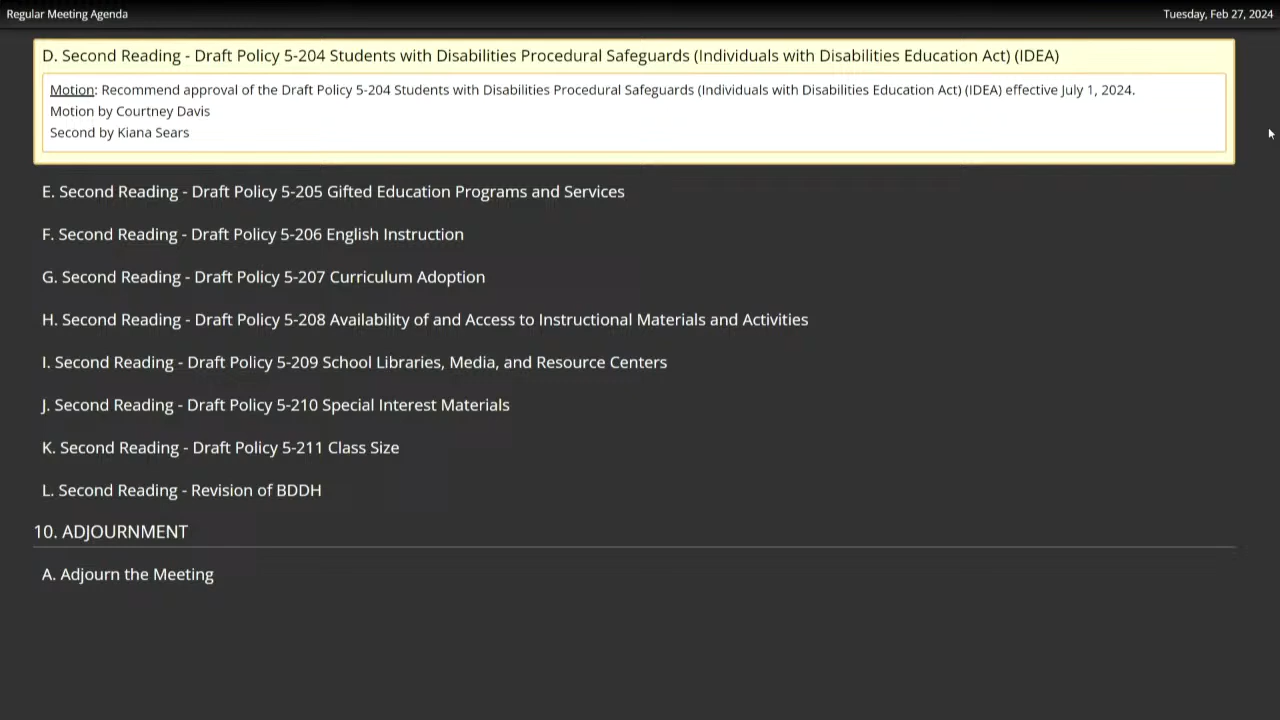 Regular Meeting Agenda
Tuesday, Feb 27, 2024
D. Second Reading - Draft Policy 5-204 Students with Disabilities Procedural Safeguards (Individuals with Disabilities Education Act) (IDEA)
Motion: Recommend approval of the Draft Policy 5-204 Students with Disabilities Procedural Safeguards (Individuals with Disabilities Education Act) (IDEA) effective July 1, 2024.
Motion by Courtney Davis
Second by Kiana Sears
E. Second Reading - Draft Policy 5-205 Gifted Education Programs and Services
F. Second Reading - Draft Policy 5-206 English Instruction
G. Second Reading - Draft Policy 5-207 Curriculum Adoption
H. Second Reading - Draft Policy 5-208 Availability of and Access to Instructional Materials and Activities
I. Second Reading - Draft Policy 5-209 School Libraries, Media, and Resource Centers
J. Second Reading - Draft Policy 5-210 Special Interest Materials
K. Second Reading - Draft Policy 5-211 Class Size
L. Second Reading - Revision of BDDH
10. ADJOURNMENT
A. Adjourn the Meeting